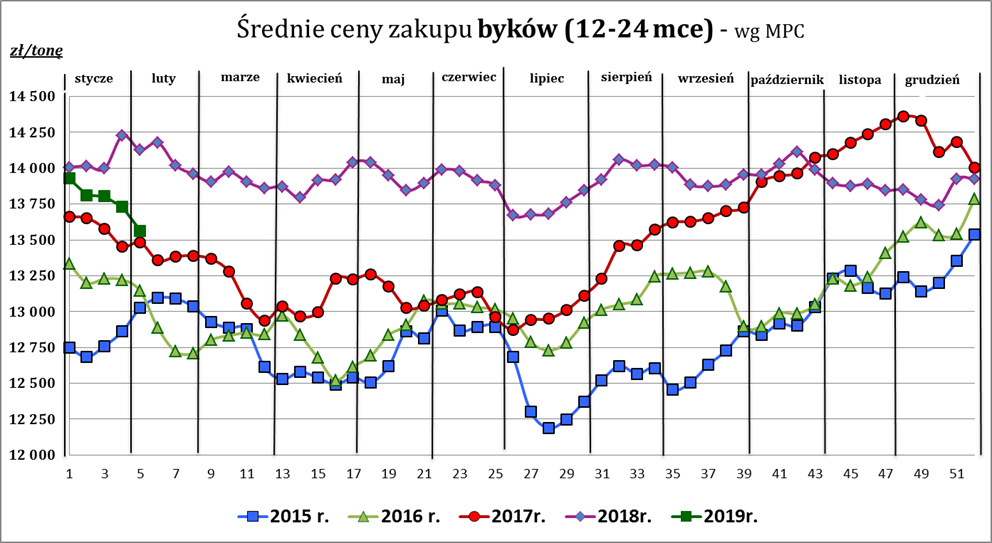 Średnie ceny zakupu byków (12-24 mce) - wg MPC
zł/tonę
stycze luty marze kwiecień maj czerwiec lipiec sierpień wrzesień październik listopa grudzień
14 500
14 250
14 000
13 750
13 500
13 250
13 000
12 750
12 500
12 250
12 000
1 3 5 7 9 11 13 15 17 19 21 23 25 27 29 31 33 35 37 39 41 43 45 47 49 51
2015 r. 2016 r. 2017r. 2018r. 2019r.